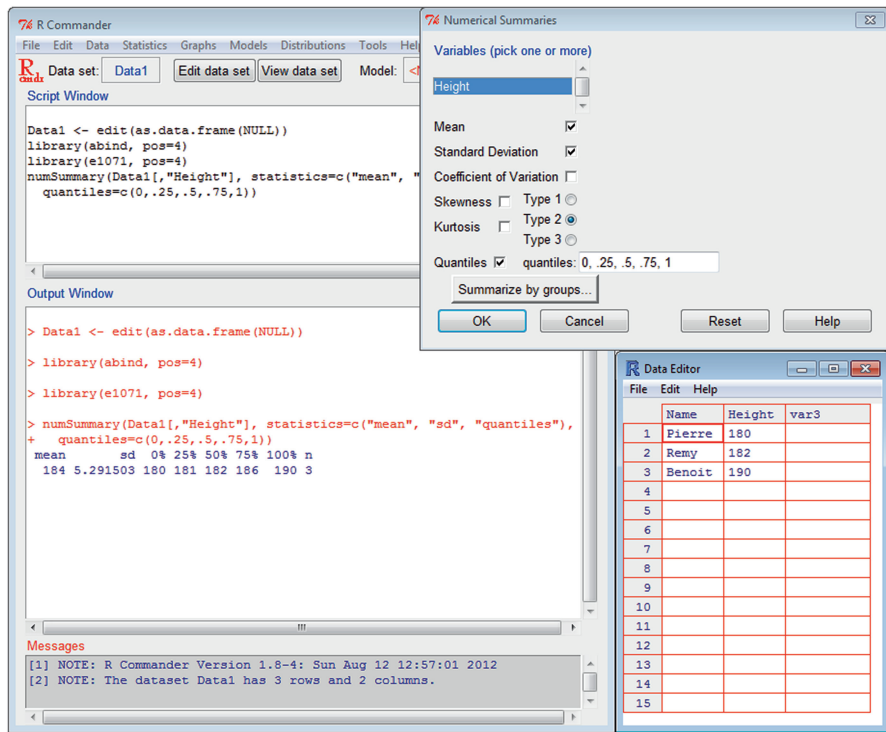 R Commander
File Edit Data Statistics Graphs Models Distributions Tools Hel
R cmdr Data set: Data1 Edit data set View data set Model:
Script Window
Data1 <- edit(as.data.frame(NULL))
library(abind, pos=4)
library(e1071, pos=4)
numSummary(Data1[,"Height"], statistics=c("mean", "
quantiles=c(0,.25,.5,.75,1))
Output Window
> Data1 <- edit(as.data.frame(NULL))
> library(abind, pos=4)
> library(e1071, pos=4)
> numSummary(Data1[,"Height"], statistics=c("mean", "sd", "quantiles"),
+ quantiles=c(0,.25,.5,.75,1))
mean sd 0% 25% 50% 75% 100% n
184 5.291503 180 181 182 186 190 3
Messages
[1] NOTE: R Commander Version 1.8-4: Sun Aug 12 12:57:01 2012
[2] NOTE: The dataset Data1 has 3 rows and 2 columns.
Numerical Summaries
Variables (pick one or more)
Height
Mean
Standard Deviation
Coefficient of Variation
Skewness Type 1
Kurtosis Type 2
Type 3
Quantiles quantiles: 0, .25, .5, .75, 1
Summarize by groups...
OK Cancel Reset Help
R Data Editor
File Edit Help
Name Height var3
1 Pierre 180
2 Remy 182
3 Benoit 190
4
5
6
7
8
9
10
11
12
13
14
15